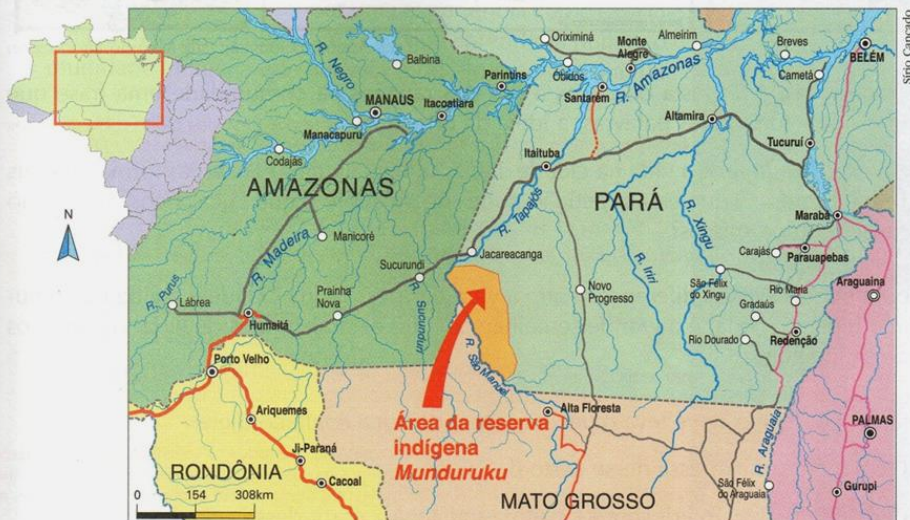 Sírio Cançado
Oriximiná
Monte
Alegre
Almeirim
Breves
BELÉM
Balbina
R. Negro
Parintins
Óbidos
Cametá
MANAUS
Itacoatiara
Santarém
R. Amazonas
Manacapuru
Altamira
Codajás
Itaituba
Tucuruí
AMAZONAS
R. Tapajós
PARÁ
N
Manicoré
R. Madeira
Jacareacanga
R. Xingu
Marabá
Carajás
Parauapebas
R. Purus
Sucurundi
R. Iriri
Lábrea
Prainha
Nova
R. Sucunduri
Novo
Progresso
São Félix
do Xingu
Rio Maria
Araguaina
Gradaús
Humaitá
Rio Dourado
Redenção
R. São Manuel
Porto Velho
Ariquemes
Área da reserva
indígena
Munduruku
Alta Floresta
R. Araguaia
PALMAS
Ji-Paraná
RONDÔNIA
Cacoal
MATO GROSSO
São Félix
do Araguaia
Gurupi
0 154 308km